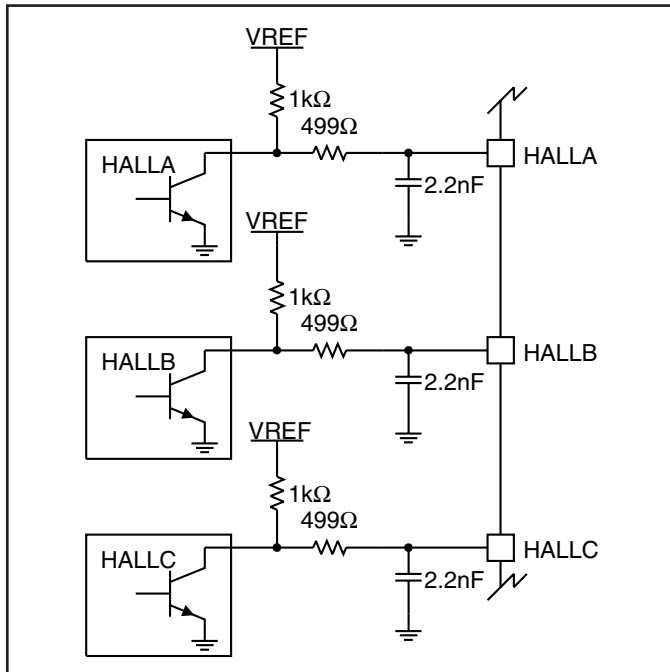 VREF
1kΩ
499Ω
HALLA
HALLA
2.2nF
VREF
1kΩ
499Ω
HALLB
HALLB
2.2nF
VREF
1kΩ
499Ω
HALLC
HALLC
2.2nF